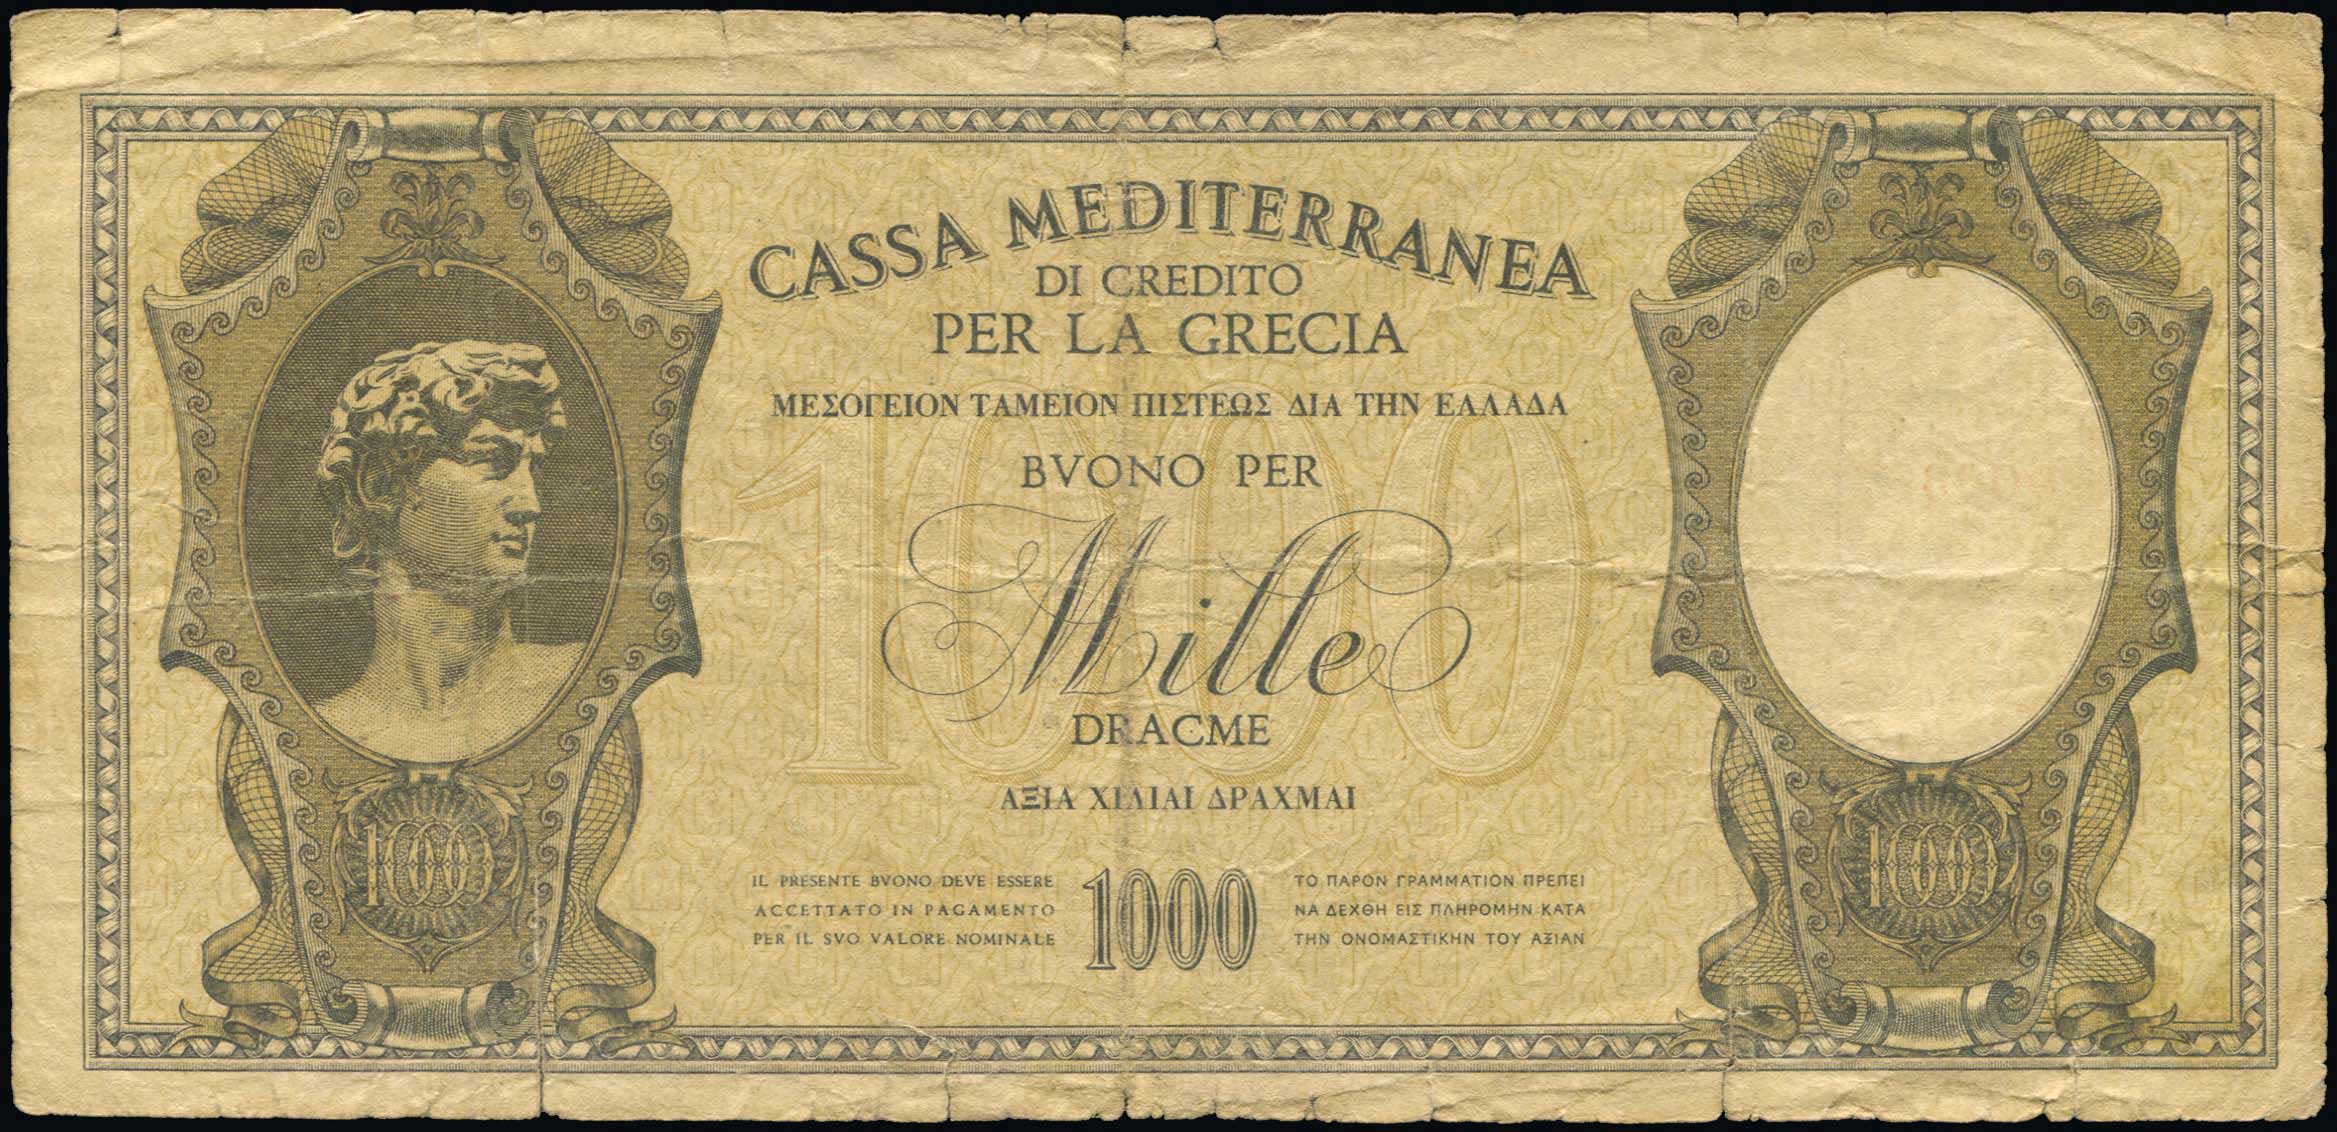 CASSA MEDITERRANEA
DI CREDITO
PER LA GRECIA
ΜΕΣΟΓΕΙΟΝ ΤΑΜΕΙΟΝ ΠΙΣΤΕΩΣ ΔΙΑ ΤΗΝ ΕΛΛΑΔΑ
1000
BVONO PER
Mille
DRACME
ΑΞΙΑ ΧΙΛΙΑΙ ΔΡΑΧΜΑΙ
1000
IL PRESENTE BVONO DEVE ESSERE
ACCETTATO IN PAGAMENTO
PER IL SVO VALORE NOMINALE
1000
ΤΟ ΠΑΡΟΝ ΓΡΑΜΜΑΤΙΟΝ ΠΡΕΠΕΙ
ΝΑ ΔΕΧΘΗ ΕΙΣ ΠΛΗΡΟΜΗΝ ΚΑΤΑ
ΤΗΝ ΟΝΟΜΑΣΤΙΚΗΝ ΤΟΥ ΑΞΙΑΝ
1000